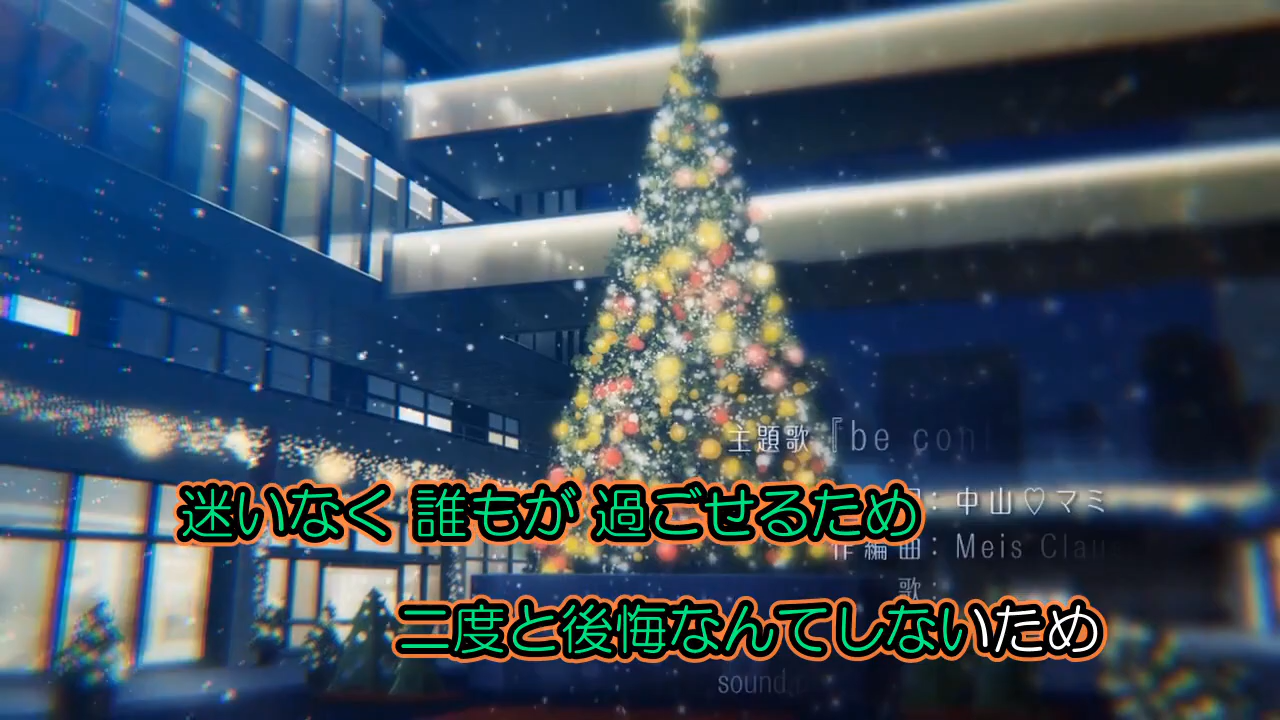 主題歌『be con
中山♡マミ
作編曲：Meis Clau
歌：
迷いなく 誰もが 過ごせるため
二度と後悔なんてしないため
sound